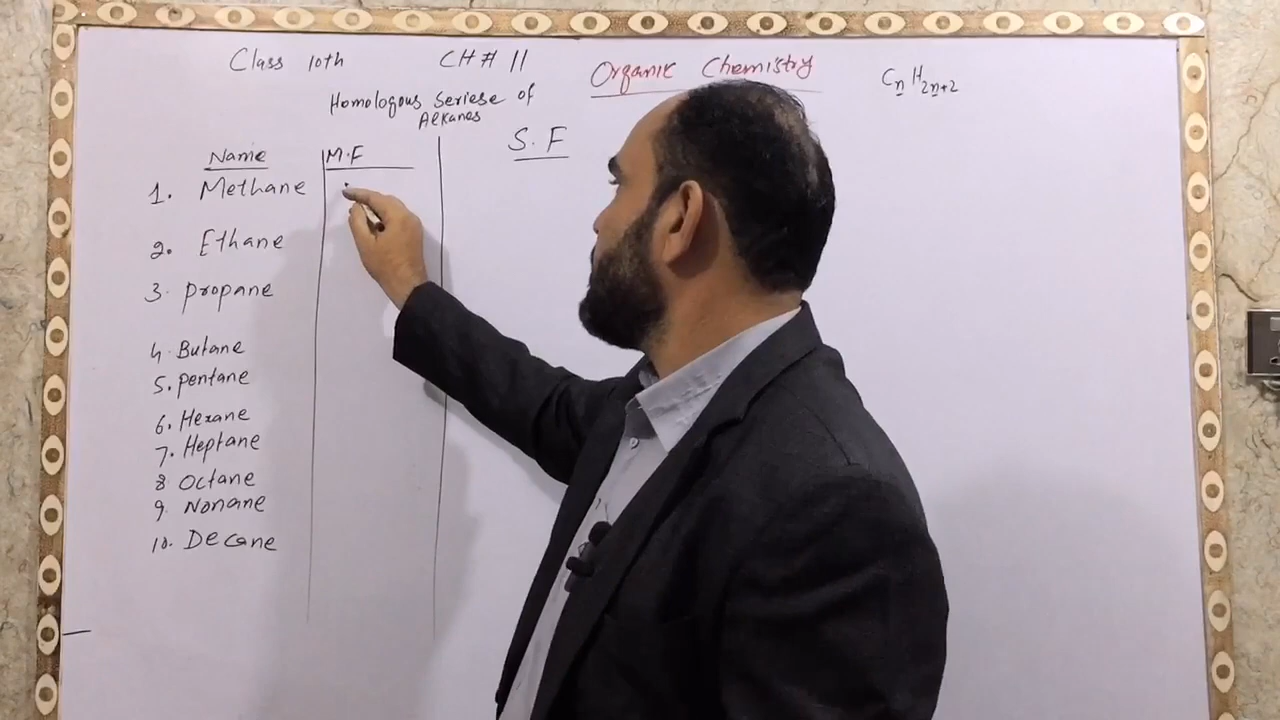 Class 10th CH # 11 Organic Chemistry CnH2n+2
Homologous Seriese of
Alkanes
Name M.F S.F
1. Methane
2. Ethane
3. propane
4. Butane
5. pentane
6. Hexane
7. Heptane
8 Octane
9. Nonane
10. Decane